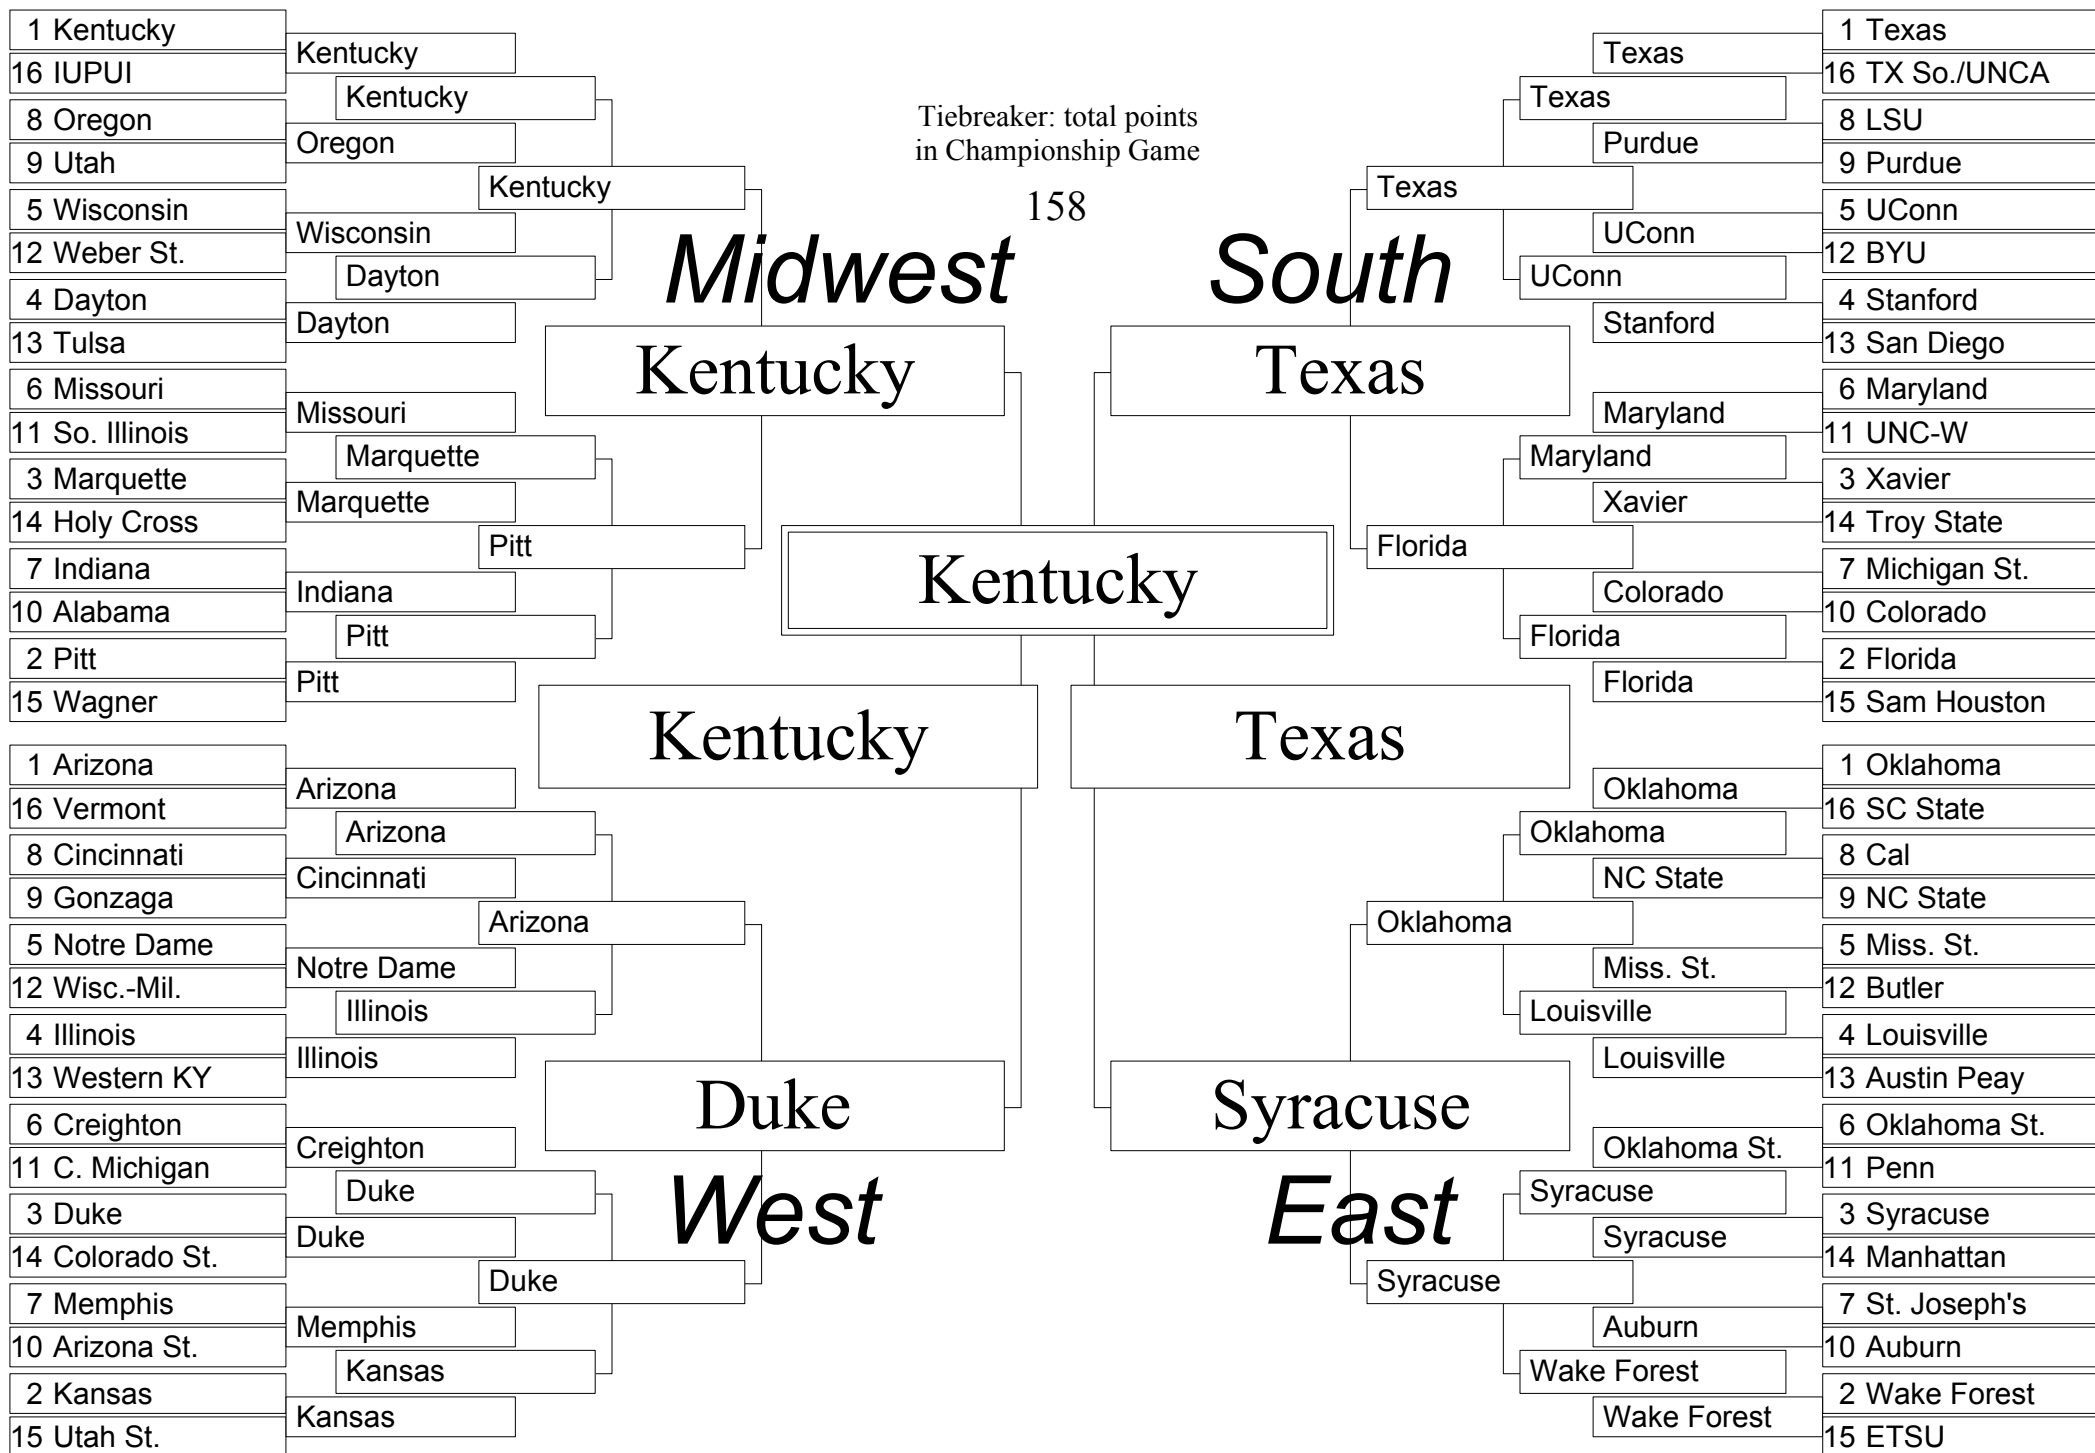 1 Kentucky
16 IUPUI
8 Oregon
9 Utah
5 Wisconsin
12 Weber St.
4 Dayton
13 Tulsa
6 Missouri
11 So. Illinois
3 Marquette
14 Holy Cross
7 Indiana
10 Alabama
2 Pitt
15 Wagner
Kentucky
Oregon
Wisconsin
Dayton
Missouri
Marquette
Indiana
Pitt
Kentucky
Dayton
Marquette
Pitt
Kentucky
Pitt
Midwest
Kentucky
1 Arizona
16 Vermont
8 Cincinnati
9 Gonzaga
5 Notre Dame
12 Wisc.-Mil.
4 Illinois
13 Western KY
6 Creighton
11 C. Michigan
3 Duke
14 Colorado St.
7 Memphis
10 Arizona St.
2 Kansas
15 Utah St.
Arizona
Cincinnati
Notre Dame
Illinois
Creighton
Duke
Memphis
Kansas
Arizona
Illinois
Duke
Kansas
Arizona
Duke
Duke
West
Tiebreaker: total points
in Championship Game
158
Kentucky
Kentucky
Texas
South
Texas
Texas
Florida
Texas
UConn
Maryland
Florida
Texas
Purdue
UConn
Stanford
Maryland
Xavier
Colorado
Florida
1 Texas
16 TX So./UNCA
8 LSU
9 Purdue
5 UConn
12 BYU
4 Stanford
13 San Diego
6 Maryland
11 UNC-W
3 Xavier
14 Troy State
7 Michigan St.
10 Colorado
2 Florida
15 Sam Houston
Syracuse
East
Oklahoma
Syracuse
Oklahoma
Louisville
Syracuse
Wake Forest
Oklahoma
NC State
Miss. St.
Louisville
Oklahoma St.
Syracuse
Auburn
Wake Forest
1 Oklahoma
16 SC State
8 Cal
9 NC State
5 Miss. St.
12 Butler
4 Louisville
13 Austin Peay
6 Oklahoma St.
11 Penn
3 Syracuse
14 Manhattan
7 St. Joseph's
10 Auburn
2 Wake Forest
15 ETSU